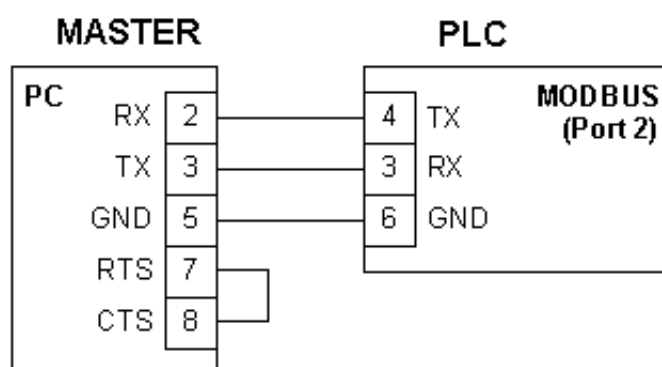 MASTER
PLC
PC
MODBUS
(Port 2)
RX 2
4 TX
TX 3
3 RX
GND 5
6 GND
RTS 7
CTS 8